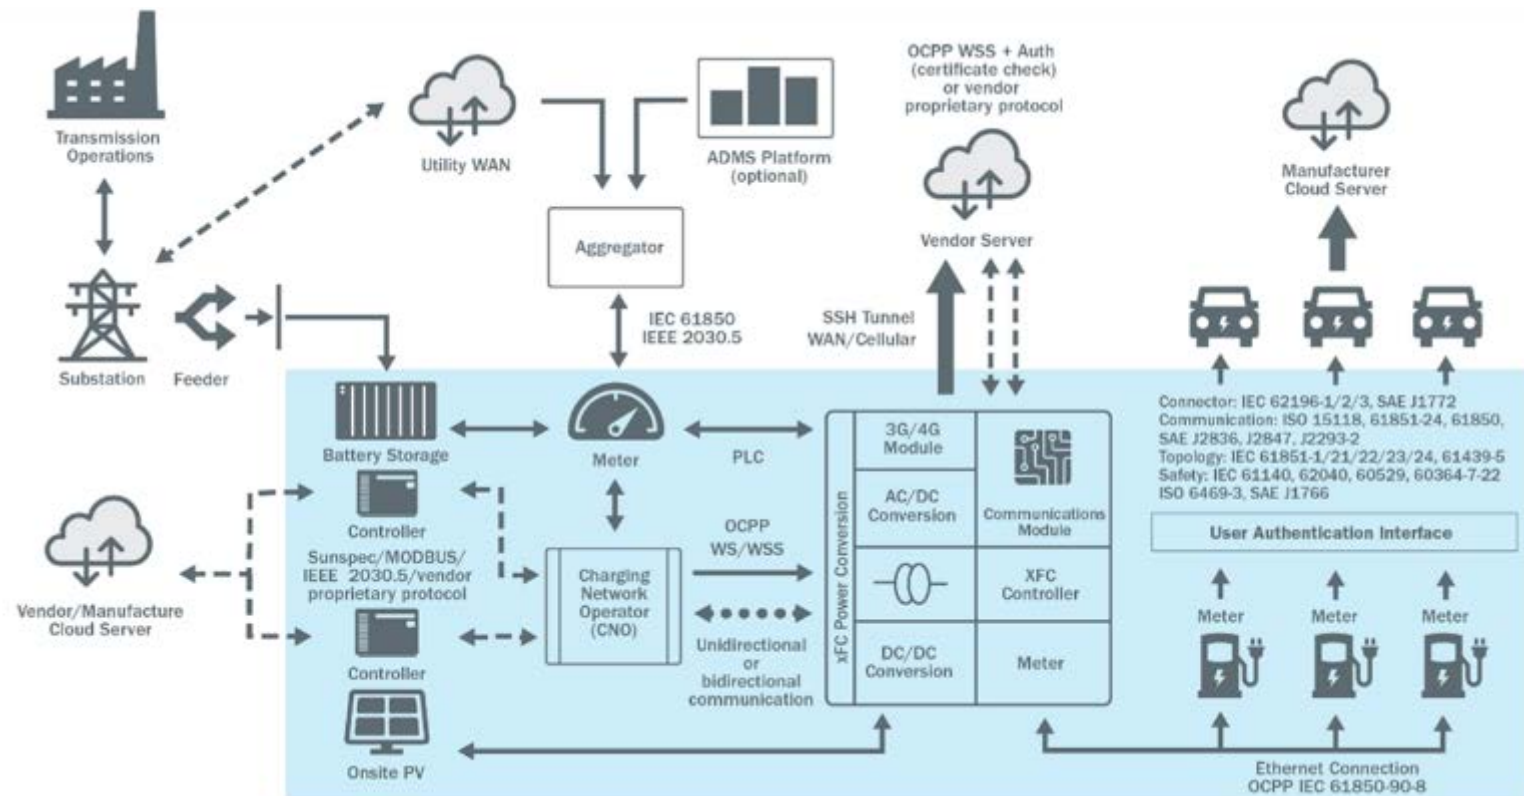 OCPP WSS + Auth
(certificate check)
or vendor
proprietary protocol
Transmission
Operations
Utility WAN
ADMS Platform
(optional)
Manufacturer
Cloud Server
Aggregator
Vendor Server
IEC 61850
IEEE 2030.5
SSH Tunnel
WAN/Cellular
Substation
Feeder
Connector: IEC 62196-1/2/3, SAE J1772
Communication: ISO 15118, 61851-24, 61850,
SAE J2836, J2847, J2293-2
Topology: IEC 61851-1/21/22/23/24, 61439-5
Safety: IEC 61140, 62040, 60529, 60364-7-22
ISO 6469-3, SAE J1766
Battery Storage
Meter
PLC
3G/4G
Module
AC/DC
Conversion
Communications
Module
User Authentication Interface
Controller
Sunspec/MODBUS/
IEEE 2030.5/vendor
proprietary protocol
OCPP
WS/WSS
Charging
Network
Operator
(CNO)
xFC Power Conversion
XFC
Controller
Vendor/Manufacture
Cloud Server
Meter
Meter
Meter
Controller
Unidirectional
or
bidirectional
communication
DC/DC
Conversion
Meter
Onsite PV
Ethernet Connection
OCPP IEC 61850-90-8